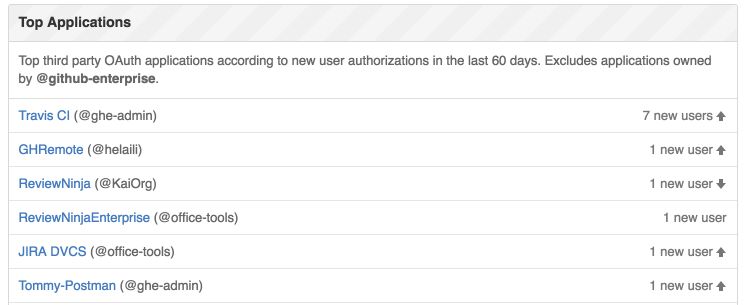 Top Applications
Top third party OAuth applications according to new user authorizations in the last 60 days. Excludes applications owned
by @github-enterprise.
Travis CI (@ghe-admin) 7 new users
GHRemote (@helaili) 1 new user
ReviewNinja (@KaiOrg) 1 new user
ReviewNinjaEnterprise (@office-tools) 1 new user
JIRA DVCS (@office-tools) 1 new user
Tommy-Postman (@ghe-admin) 1 new user